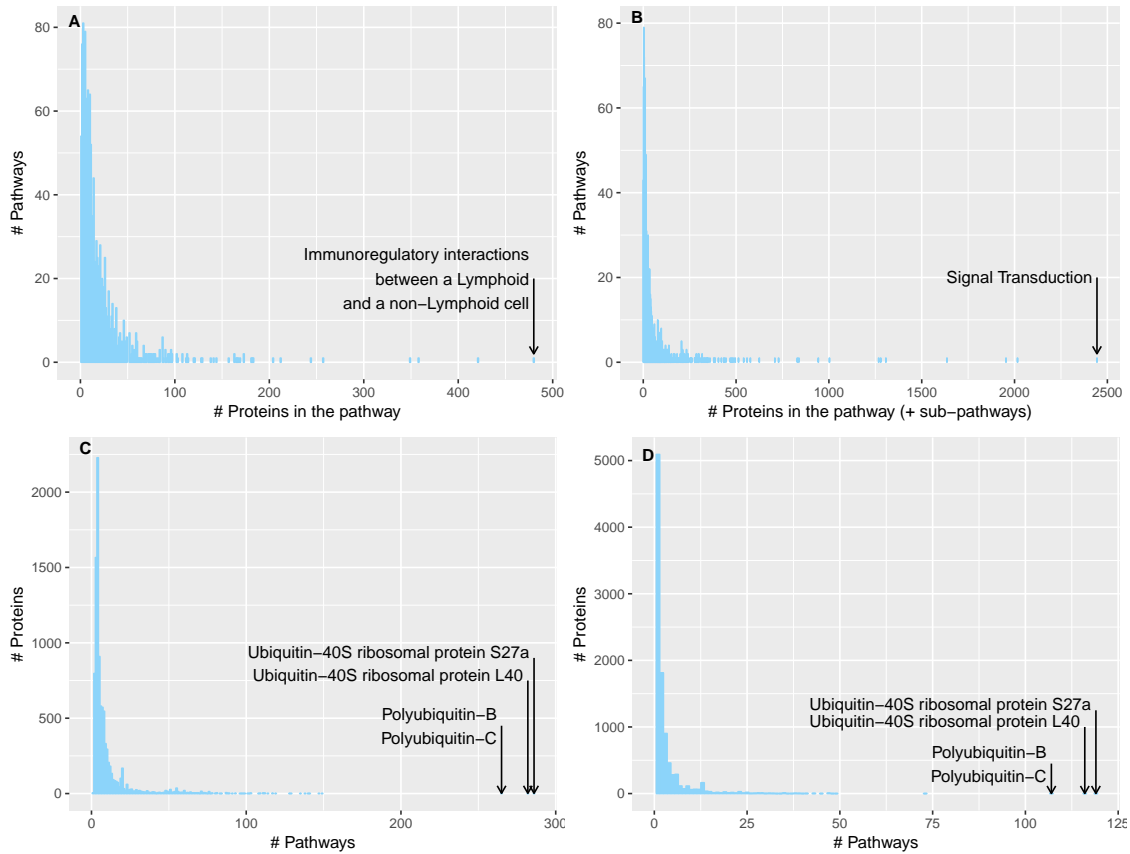 A
# Pathways
80
60
40
20
0
Immunoregulatory interactions
between a Lymphoid
and a non−Lymphoid cell
0
100
200
300
400
500
# Proteins in the pathway
B
# Pathways
80
60
40
20
0
Signal Transduction
0
500
1000
1500
2000
2500
# Proteins in the pathway (+ sub−pathways)
C
# Proteins
2000
1500
1000
500
0
Ubiquitin−40S ribosomal protein S27a
Ubiquitin−40S ribosomal protein L40
Polyubiquitin−B
Polyubiquitin−C
0
100
200
300
# Pathways
D
# Proteins
5000
4000
3000
2000
1000
0
Ubiquitin−40S ribosomal protein S27a
Ubiquitin−40S ribosomal protein L40
Polyubiquitin−B
Polyubiquitin−C
0
25
50
75
100
125
# Pathways